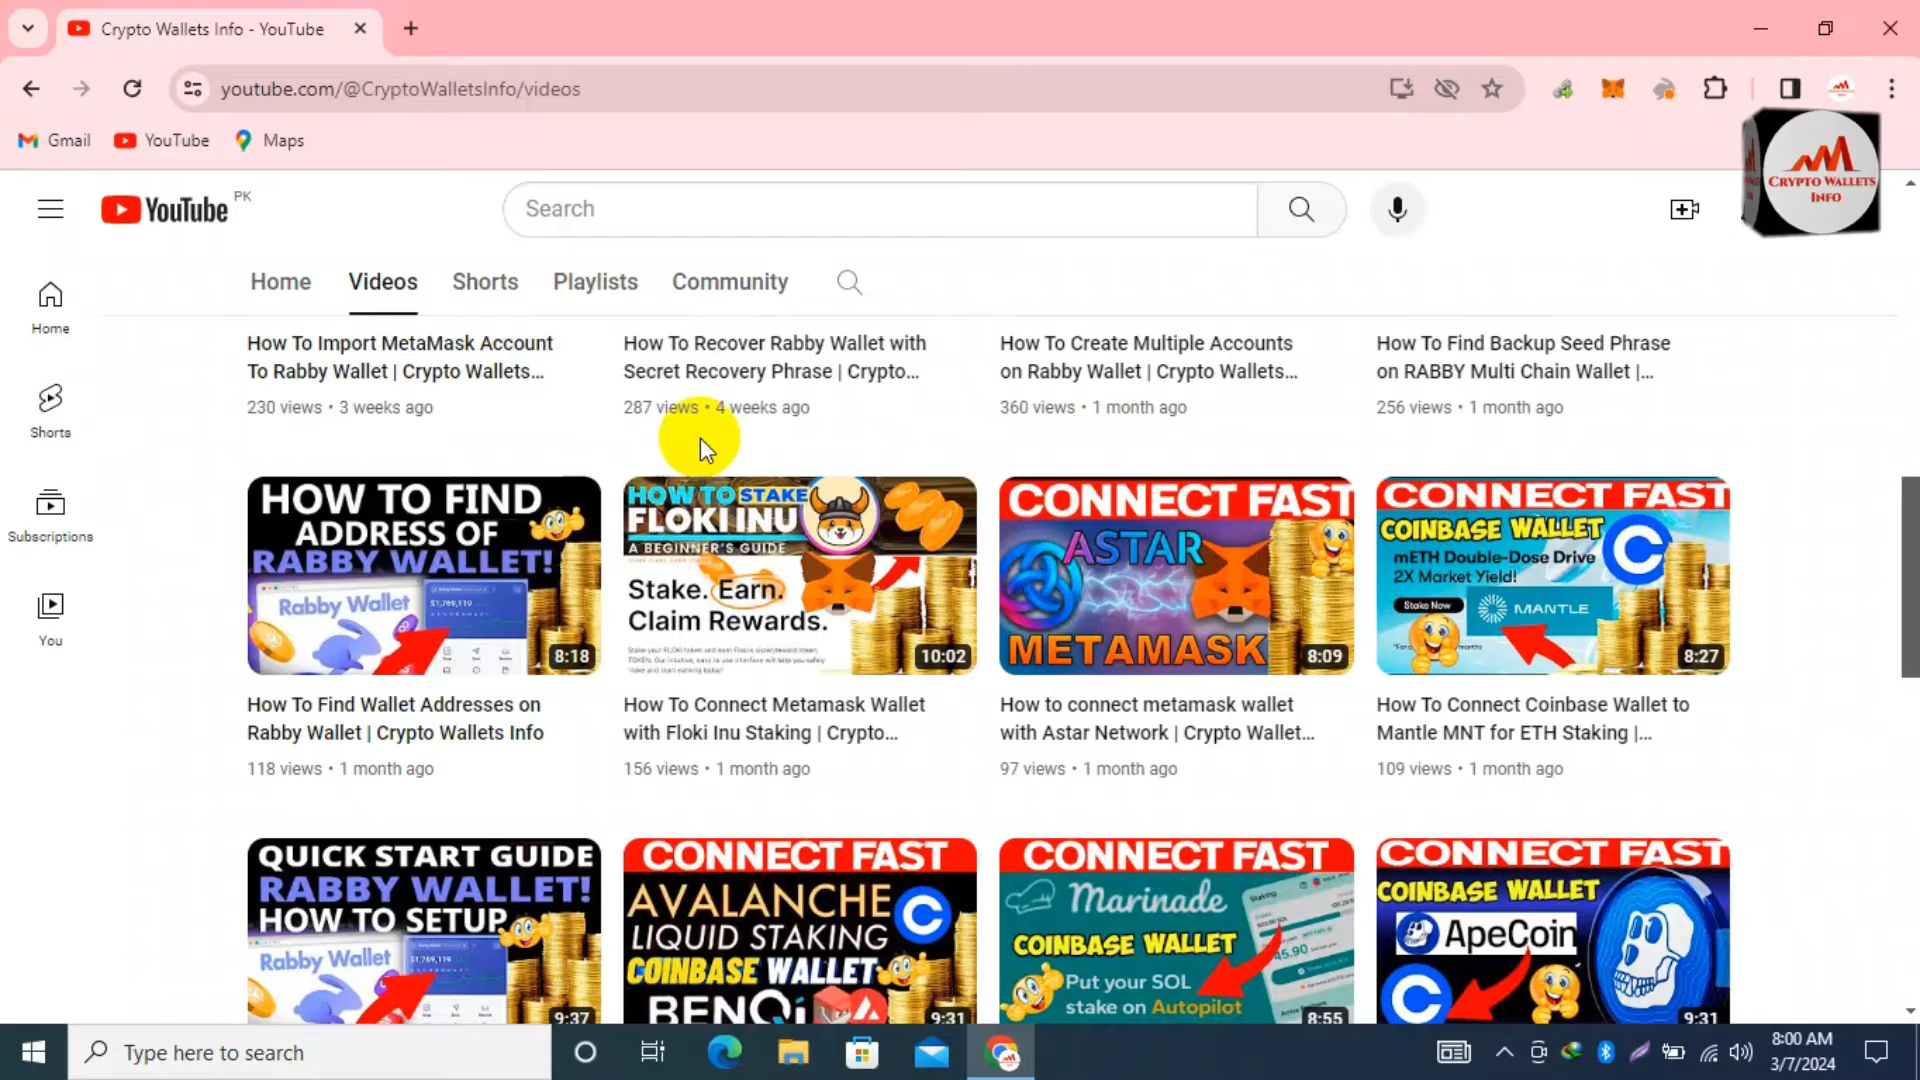 Crypto Wallets Info - YouTube
youtube.com/@CryptoWalletsInfo/videos
Gmail YouTube Maps
CRYPTO WALLETS
INFO
YouTube PK
Search
Home Videos Shorts Playlists Community
Home
Shorts
Subscriptions
You
How To Import MetaMask Account
To Rabby Wallet | Crypto Wallets...
230 views • 3 weeks ago
How To Recover Rabby Wallet with
Secret Recovery Phrase | Crypto...
287 views • 4 weeks ago
How To Create Multiple Accounts
on Rabby Wallet | Crypto Wallets...
360 views • 1 month ago
How To Find Backup Seed Phrase
on RABBY Multi Chain Wallet |...
256 views • 1 month ago
HOW TO FIND
ADDRESS OF
RABBY WALLET!
Rabby Wallet
$1,769,119
8:18
How To Find Wallet Addresses on
Rabby Wallet | Crypto Wallets Info
118 views • 1 month ago
HOW TO STAKE
FLOKI INU
A BEGINNER'S GUIDE
Stake. Earn.
Claim Rewards.
10:02
How To Connect Metamask Wallet
with Floki Inu Staking | Crypto...
156 views • 1 month ago
CONNECT FAST
ASTAR
METAMASK
8:09
How to connect metamask wallet
with Astar Network | Crypto Wallet...
97 views • 1 month ago
CONNECT FAST
COINBASE WALLET
mETH Double-Dose Drive
2X Market Yield!
Stake Now
MANTLE
8:27
How To Connect Coinbase Wallet to
Mantle MNT for ETH Staking |...
109 views • 1 month ago
QUICK START GUIDE
RABBY WALLET!
HOW TO SETUP
Rabby Wallet
$1,769,119
9:37
CONNECT FAST
AVALANCHE
LIQUID STAKING
COINBASE WALLET
BENQi
9:31
CONNECT FAST
Marinade
Staking
COINBASE WALLET
45.90
Put your SOL
stake on Autopilot
8:55
CONNECT FAST
COINBASE WALLET
ApeCoin
9:31
Type here to search
8:00 AM
3/7/2024